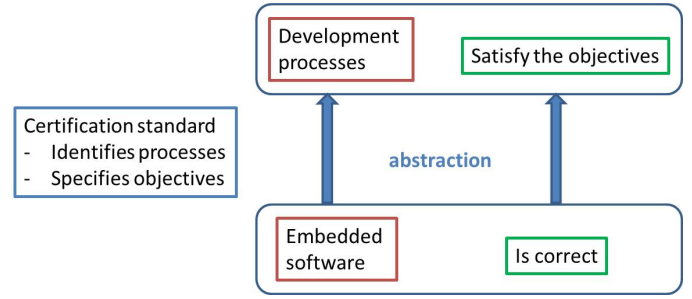 Development
processes
Satisfy the objectives
Certification standard
- Identifies processes
- Specifies objectives
abstraction
Embedded
software
Is correct